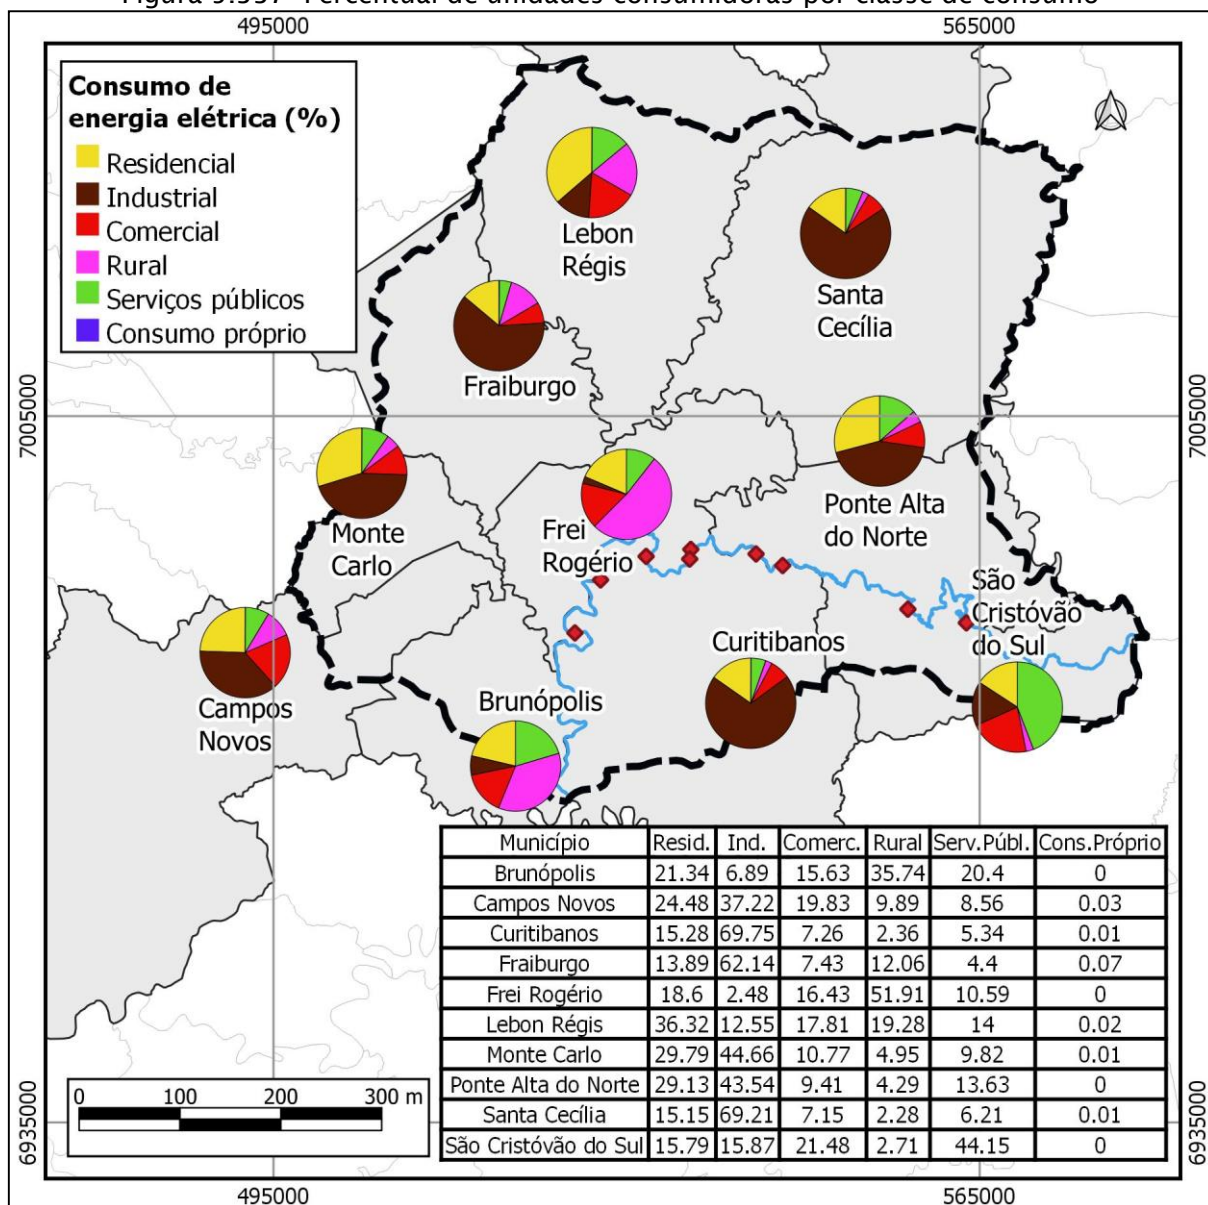 Figura 5.337 Percentual de unidades consumidoras por classe de consumo
495000
565000
Consumo de
energia elétrica (%)
Residencial
Industrial
Comercial
Rural
Serviços públicos
Consumo próprio
Lebon
Régis
Santa
Cecília
Fraiburgo
7005000
7005000
Monte
Carlo
Frei
Rogério
Ponte Alta
do Norte
São
Cristóvão
do Sul
Curitibanos
Campos
Novos
Brunópolis
Município Resid. Ind. Comerc. Rural Serv.Públ. Cons.Próprio
Brunópolis 21.34 6.89 15.63 35.74 20.4 0
Campos Novos 24.48 37.22 19.83 9.89 8.56 0.03
Curitibanos 15.28 69.75 7.26 2.36 5.34 0.01
Fraiburgo 13.89 62.14 7.43 12.06 4.4 0.07
Frei Rogério 18.6 2.48 16.43 51.91 10.59 0
Lebon Régis 36.32 12.55 17.81 19.28 14 0.02
Monte Carlo 29.79 44.66 10.77 4.95 9.82 0.01
Ponte Alta do Norte 29.13 43.54 9.41 4.29 13.63 0
Santa Cecília 15.15 69.21 7.15 2.28 6.21 0.01
São Cristóvão do Sul 15.79 15.87 21.48 2.71 44.15 0
0 100 200 300 m
6935000
6935000
495000
565000